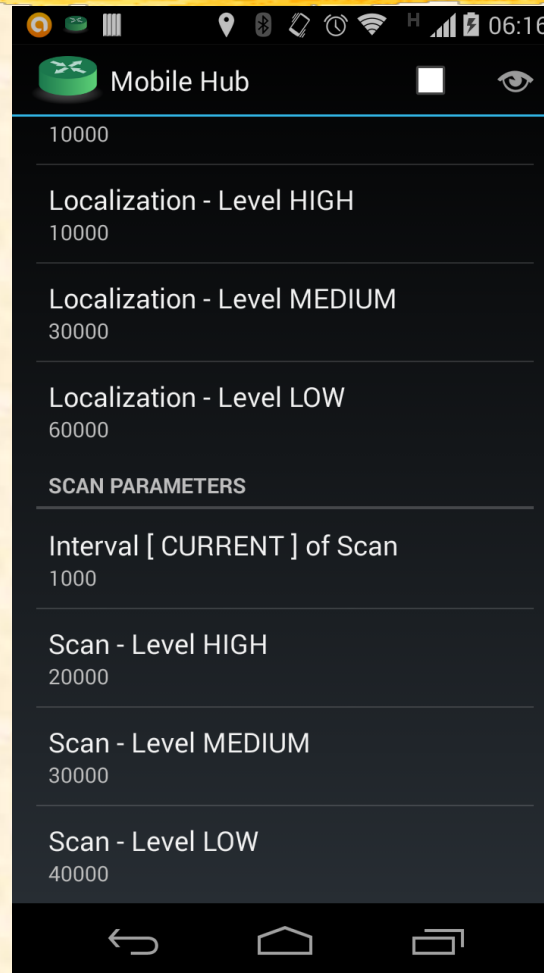 H 06:16
Mobile Hub
10000
Localization - Level HIGH
10000
Localization - Level MEDIUM
30000
Localization - Level LOW
60000
SCAN PARAMETERS
Interval [ CURRENT ] of Scan
1000
Scan - Level HIGH
20000
Scan - Level MEDIUM
30000
Scan - Level LOW
40000